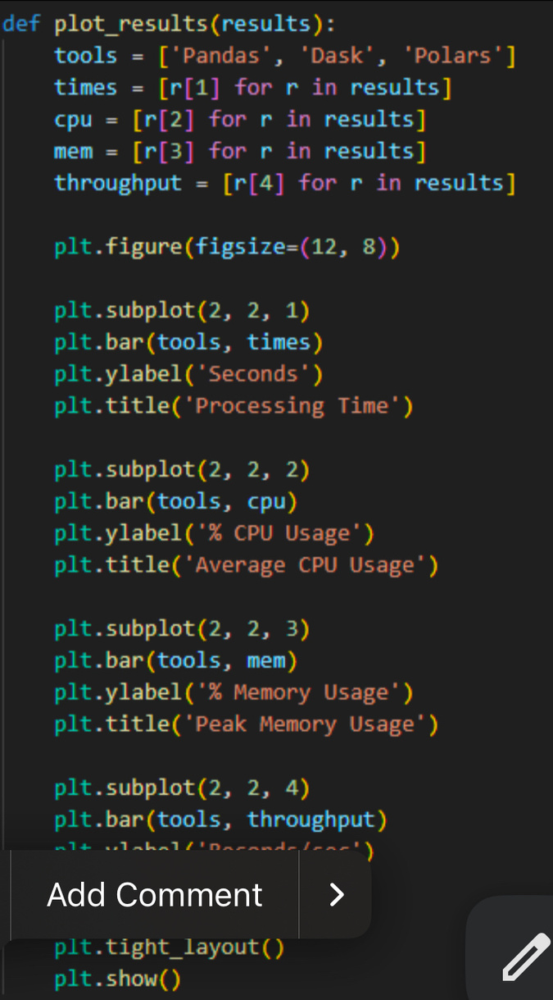 def plot_results(results):
    tools = ['Pandas', 'Dask', 'Polars']
    times = [r[1] for r in results]
    cpu = [r[2] for r in results]
    mem = [r[3] for r in results]
    throughput = [r[4] for r in results]

    plt.figure(figsize=(12, 8))

    plt.subplot(2, 2, 1)
    plt.bar(tools, times)
    plt.ylabel('Seconds')
    plt.title('Processing Time')

    plt.subplot(2, 2, 2)
    plt.bar(tools, cpu)
    plt.ylabel('% CPU Usage')
    plt.title('Average CPU Usage')

    plt.subplot(2, 2, 3)
    plt.bar(tools, mem)
    plt.ylabel('% Memory Usage')
    plt.title('Peak Memory Usage')

    plt.subplot(2, 2, 4)
    plt.bar(tools, throughput)
Add Comment
    plt.tight_layout()
    plt.show()